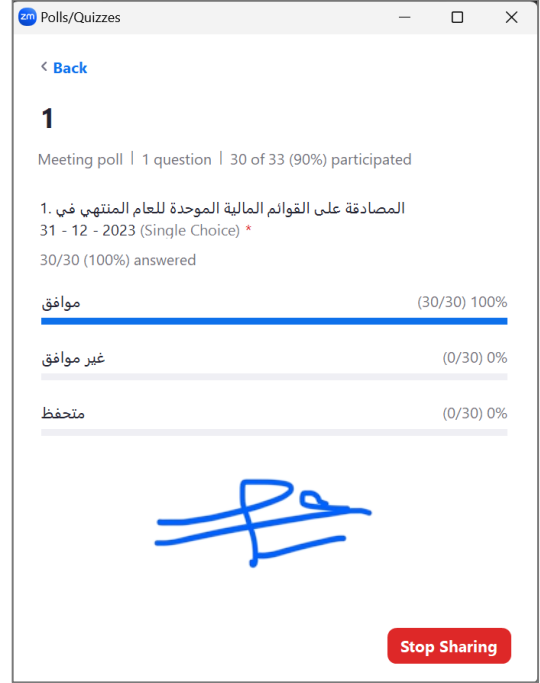 zm Polls/Quizzes
Back
1
Meeting poll | 1 question | 30 of 33 (90%) participated
1. المصادقة على القوائم المالية الموحدة للعام المنتهي في
31 - 12 - 2023 (Single Choice) *
30/30 (100%) answered
موافق (30/30) 100%
غير موافق (0/30) 0%
متحفظ (0/30) 0%
Stop Sharing